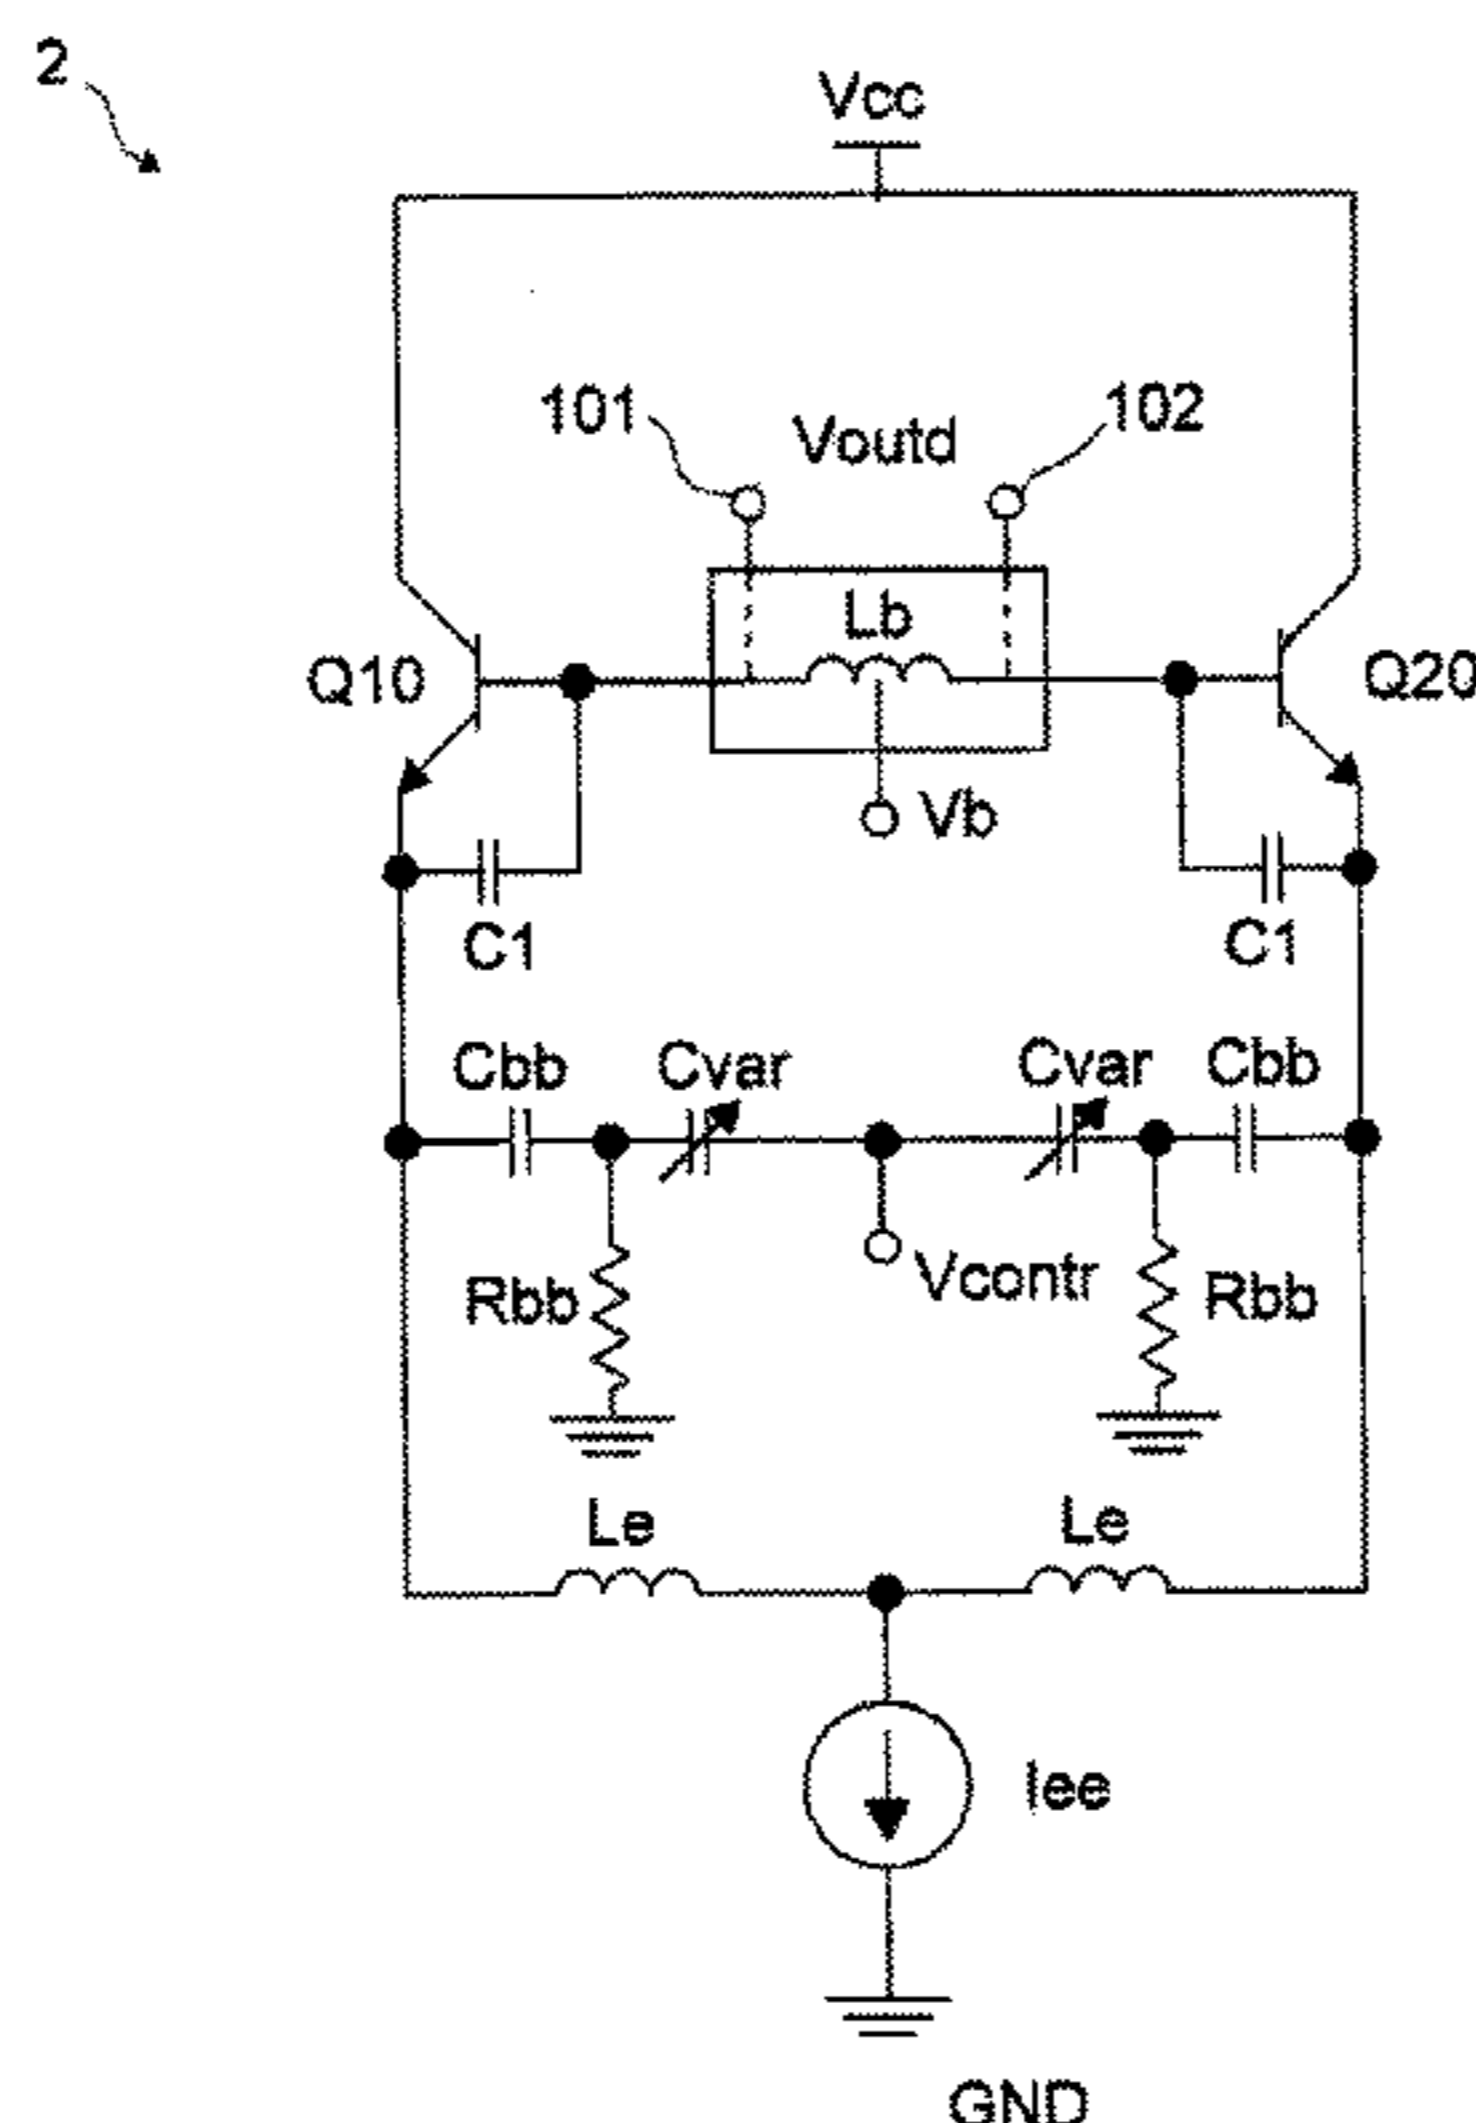 2
Vcc
101
Voutd
102
Lb
Q10
Q20
Vb
C1
C1
Cbb
Cvar
Cvar
Cbb
Rbb
Vcontr
Rbb
Le
Le
Iee
GND